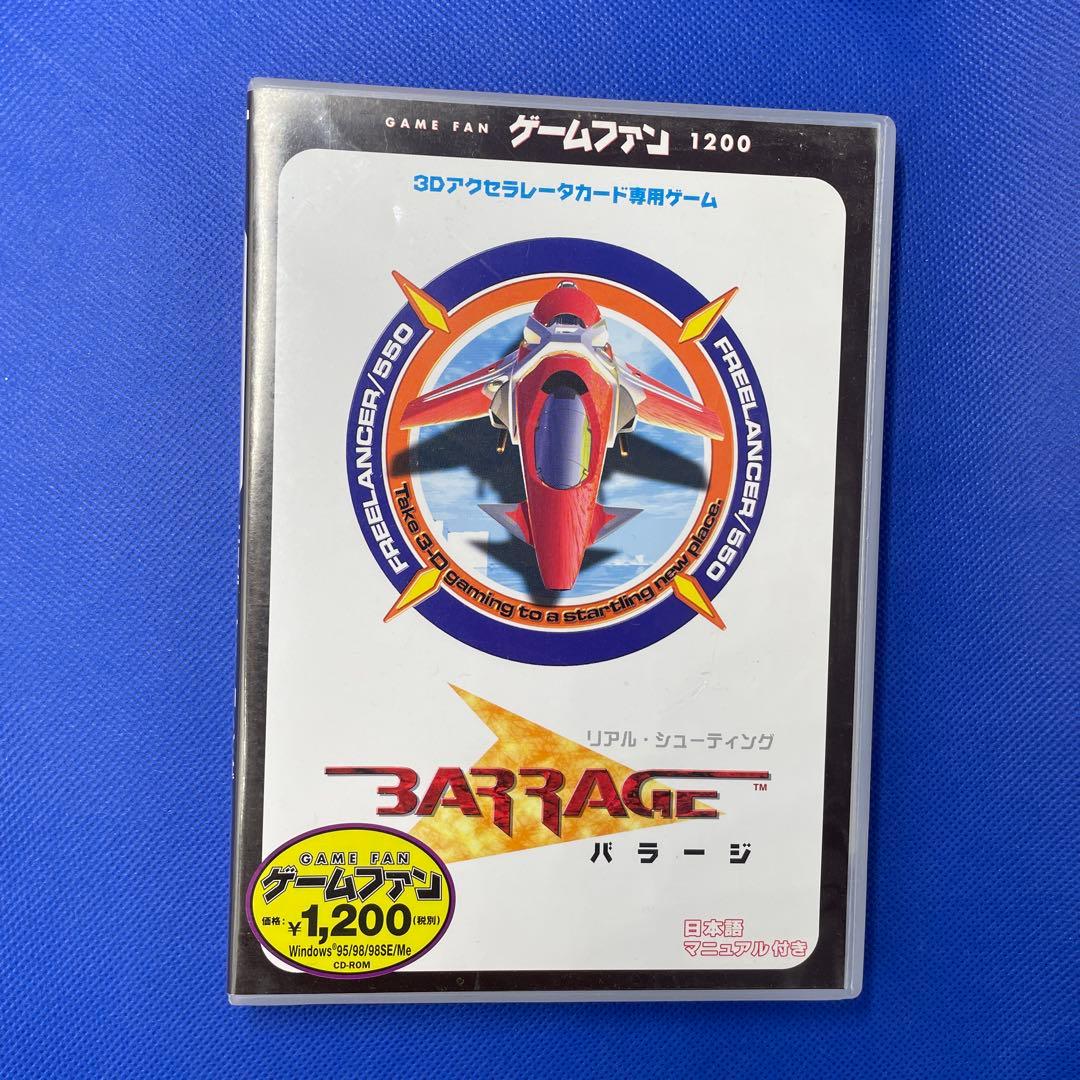 GAME FAN ゲームファン 1200
3Dアクセラレータカード専用ゲーム
FREELANCER/550
FREELANCER/550
Take 3-D gaming to a startling new place.
リアル・シューティング
BARRAGE™
バラージ
GAME FAN
ゲームファン
価格:¥1,200(税別)
Windows®95/98/98SE/Me
CD-ROM
日本語
マニュアル付き